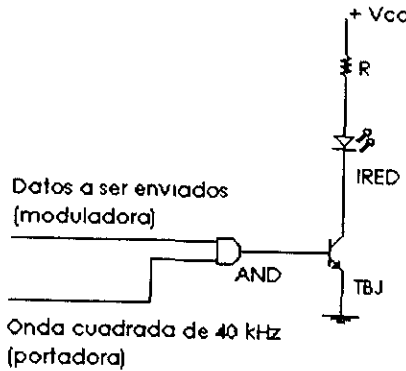 + Vcc
R
IRED
Datos a ser enviados
(moduladora)
AND
TBJ
Onda cuadrada de 40 kHz
(portadora)